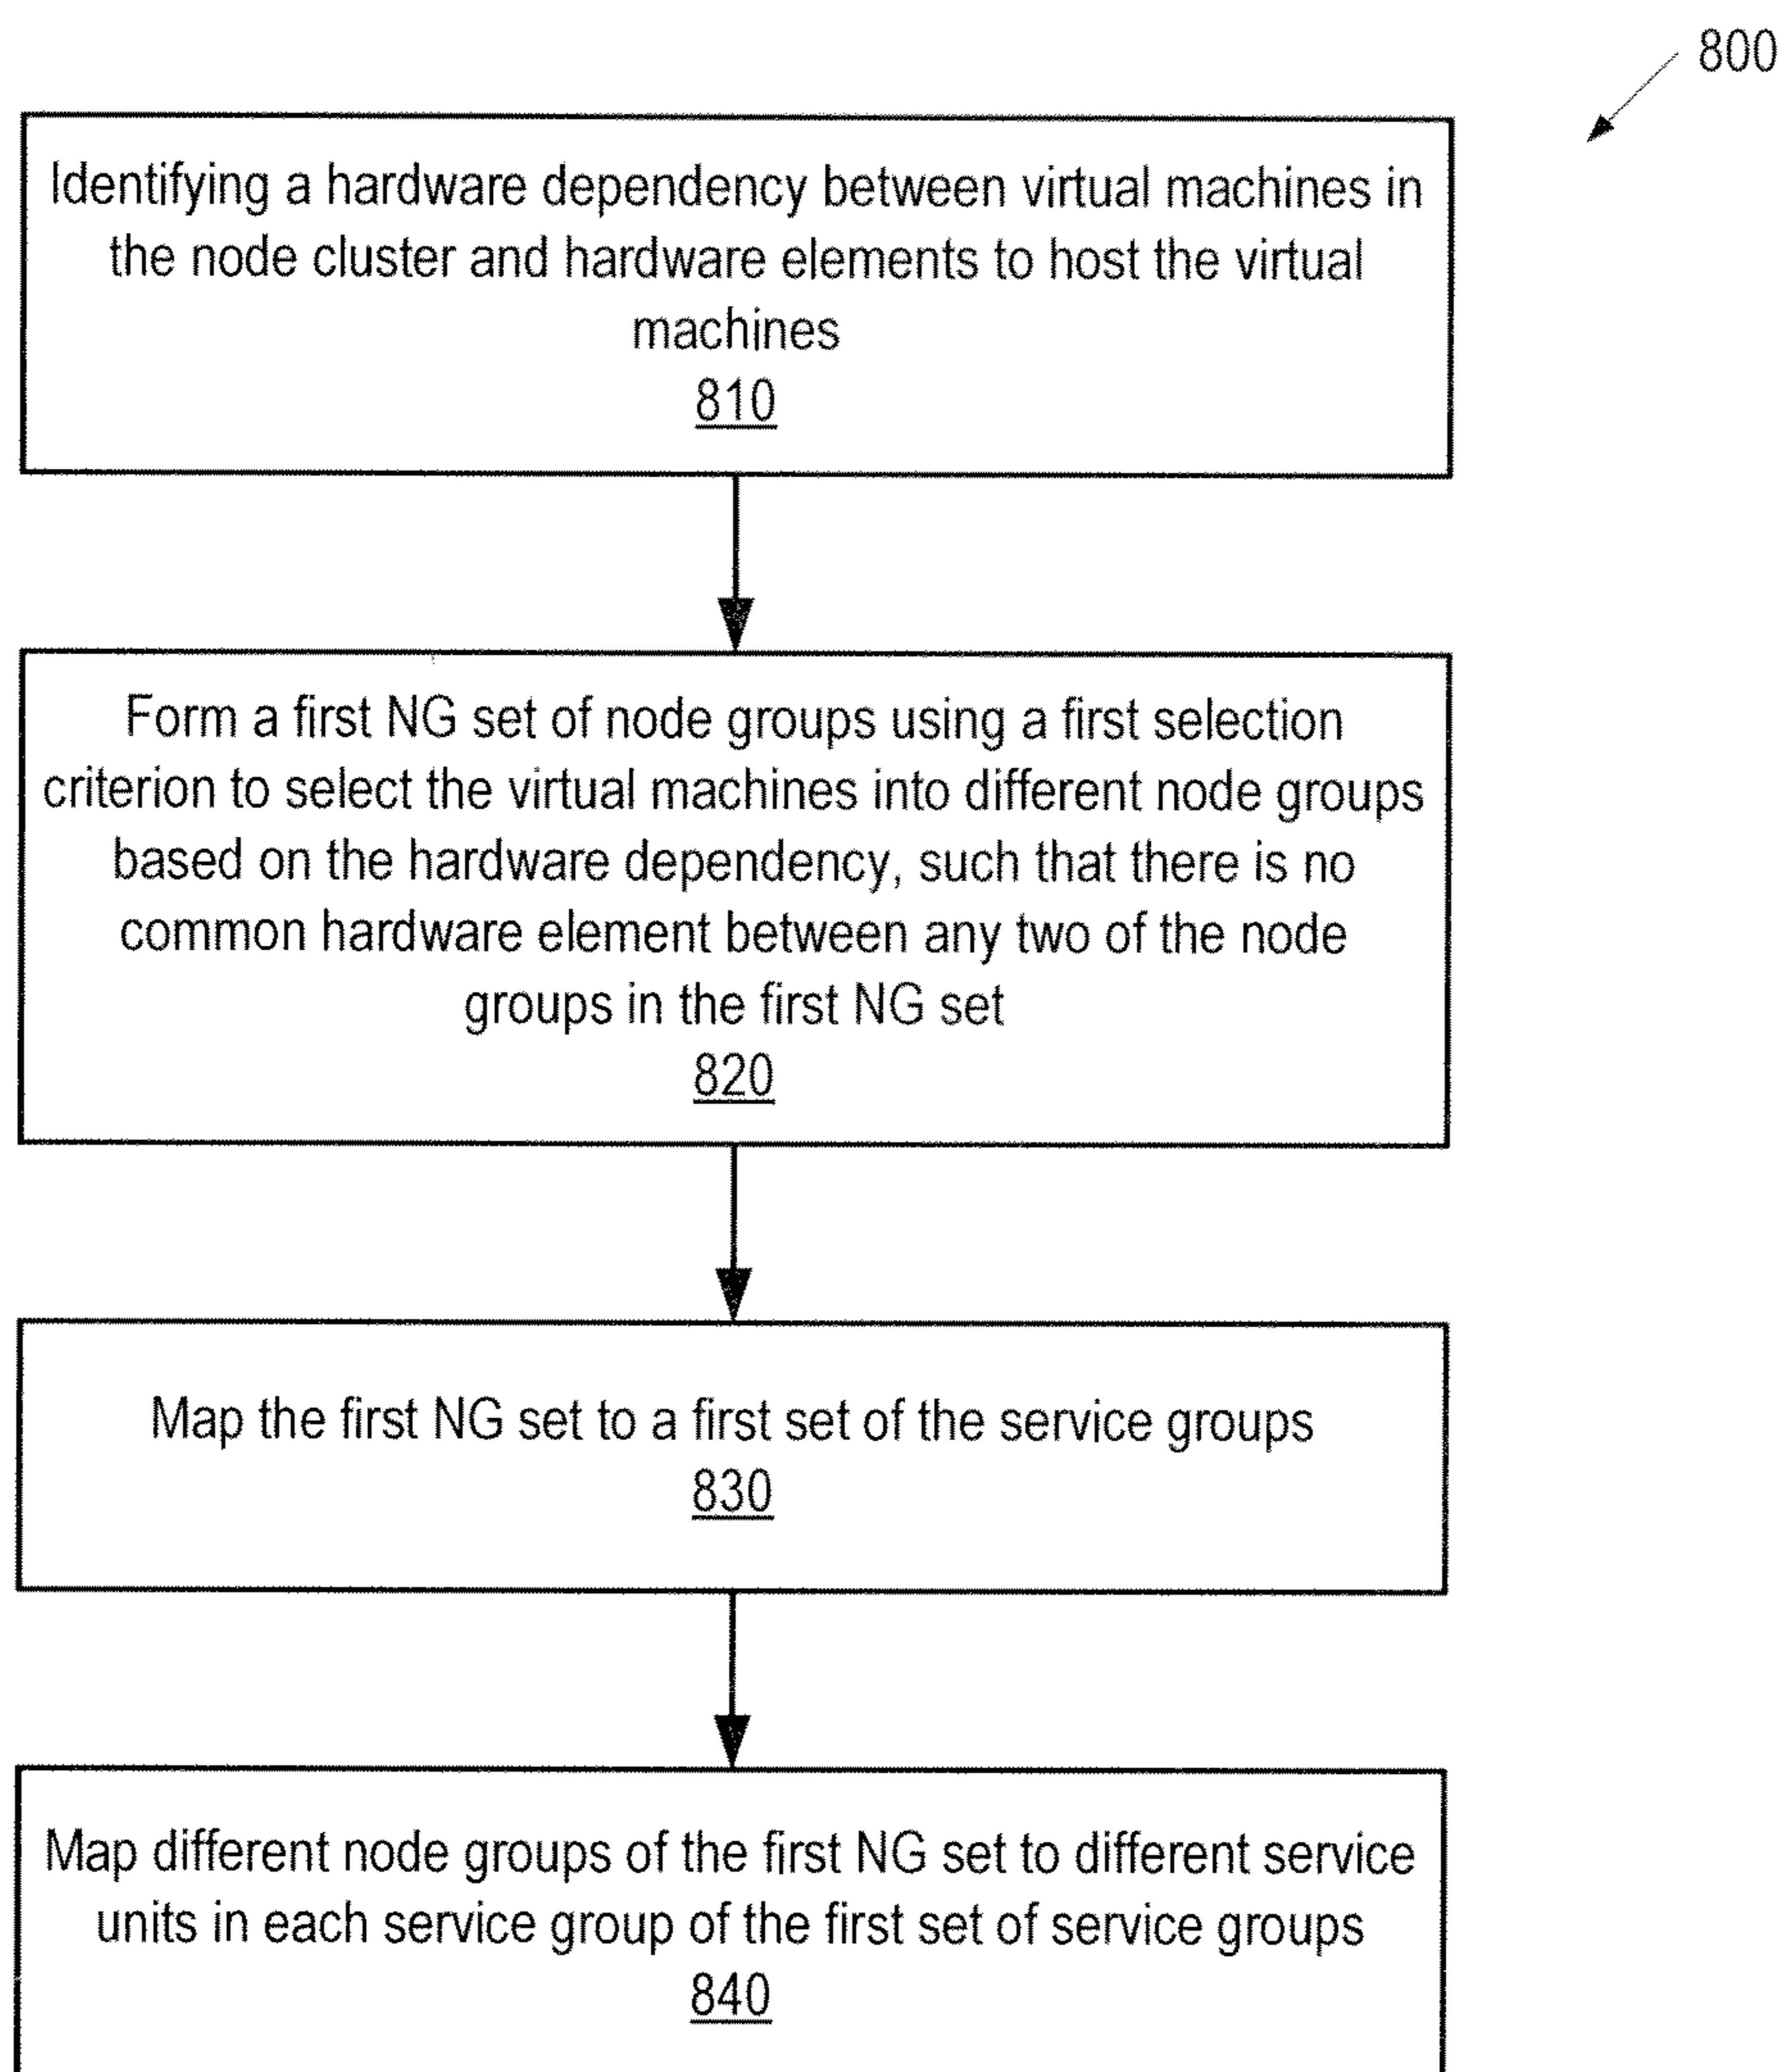 800
Identifying a hardware dependency between virtual machines in
the node cluster and hardware elements to host the virtual
machines
810
Form a first NG set of node groups using a first selection
criterion to select the virtual machines into different node groups
based on the hardware dependency, such that there is no
common hardware element between any two of the node
groups in the first NG set
820
Map the first NG set to a first set of the service groups
830
Map different node groups of the first NG set to different service
units in each service group of the first set of service groups
840